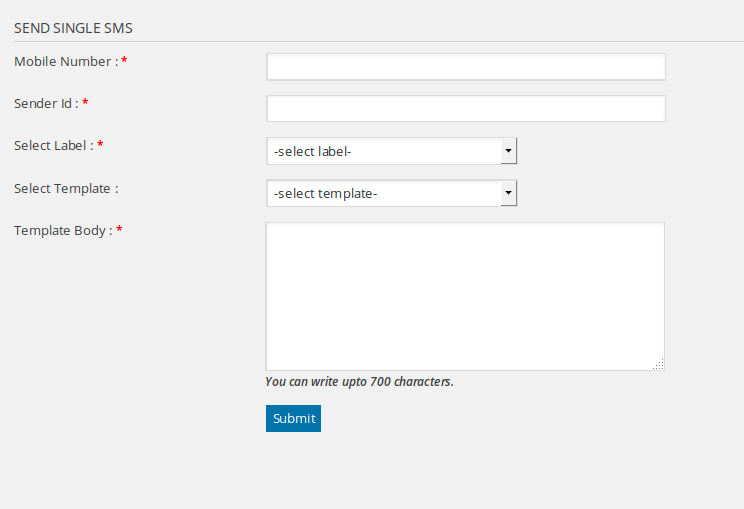 SEND SINGLE SMS
Mobile Number : *
Sender Id : *
Select Label : *
-select label-
Select Template :
-select template-
Template Body : *
You can write upto 700 characters.
Submit